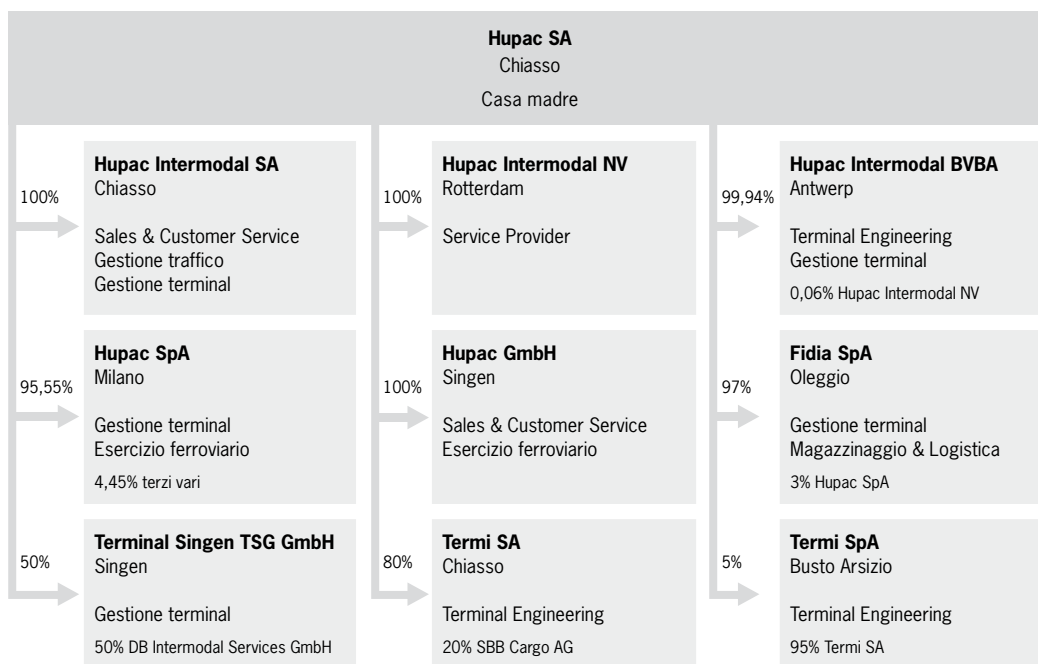 Hupac SA
Chiasso
Casa madre
100%
Hupac Intermodal SA
Chiasso
Sales & Customer Service
Gestione traffico
Gestione terminal
100%
Hupac Intermodal NV
Rotterdam
Service Provider
99,94%
Hupac Intermodal BVBA
Antwerp
Terminal Engineering
Gestione terminal
0,06% Hupac Intermodal NV
95,55%
Hupac SpA
Milano
Gestione terminal
Esercizio ferroviario
4,45% terzi vari
100%
Hupac GmbH
Singen
Sales & Customer Service
Esercizio ferroviario
97%
Fidia SpA
Oleggio
Gestione terminal
Magazzinaggio & Logistica
3% Hupac SpA
50%
Terminal Singen TSG GmbH
Singen
Gestione terminal
50% DB Intermodal Services GmbH
80%
Termi SA
Chiasso
Terminal Engineering
20% SBB Cargo AG
5%
Termi SpA
Busto Arsizio
Terminal Engineering
95% Termi SA